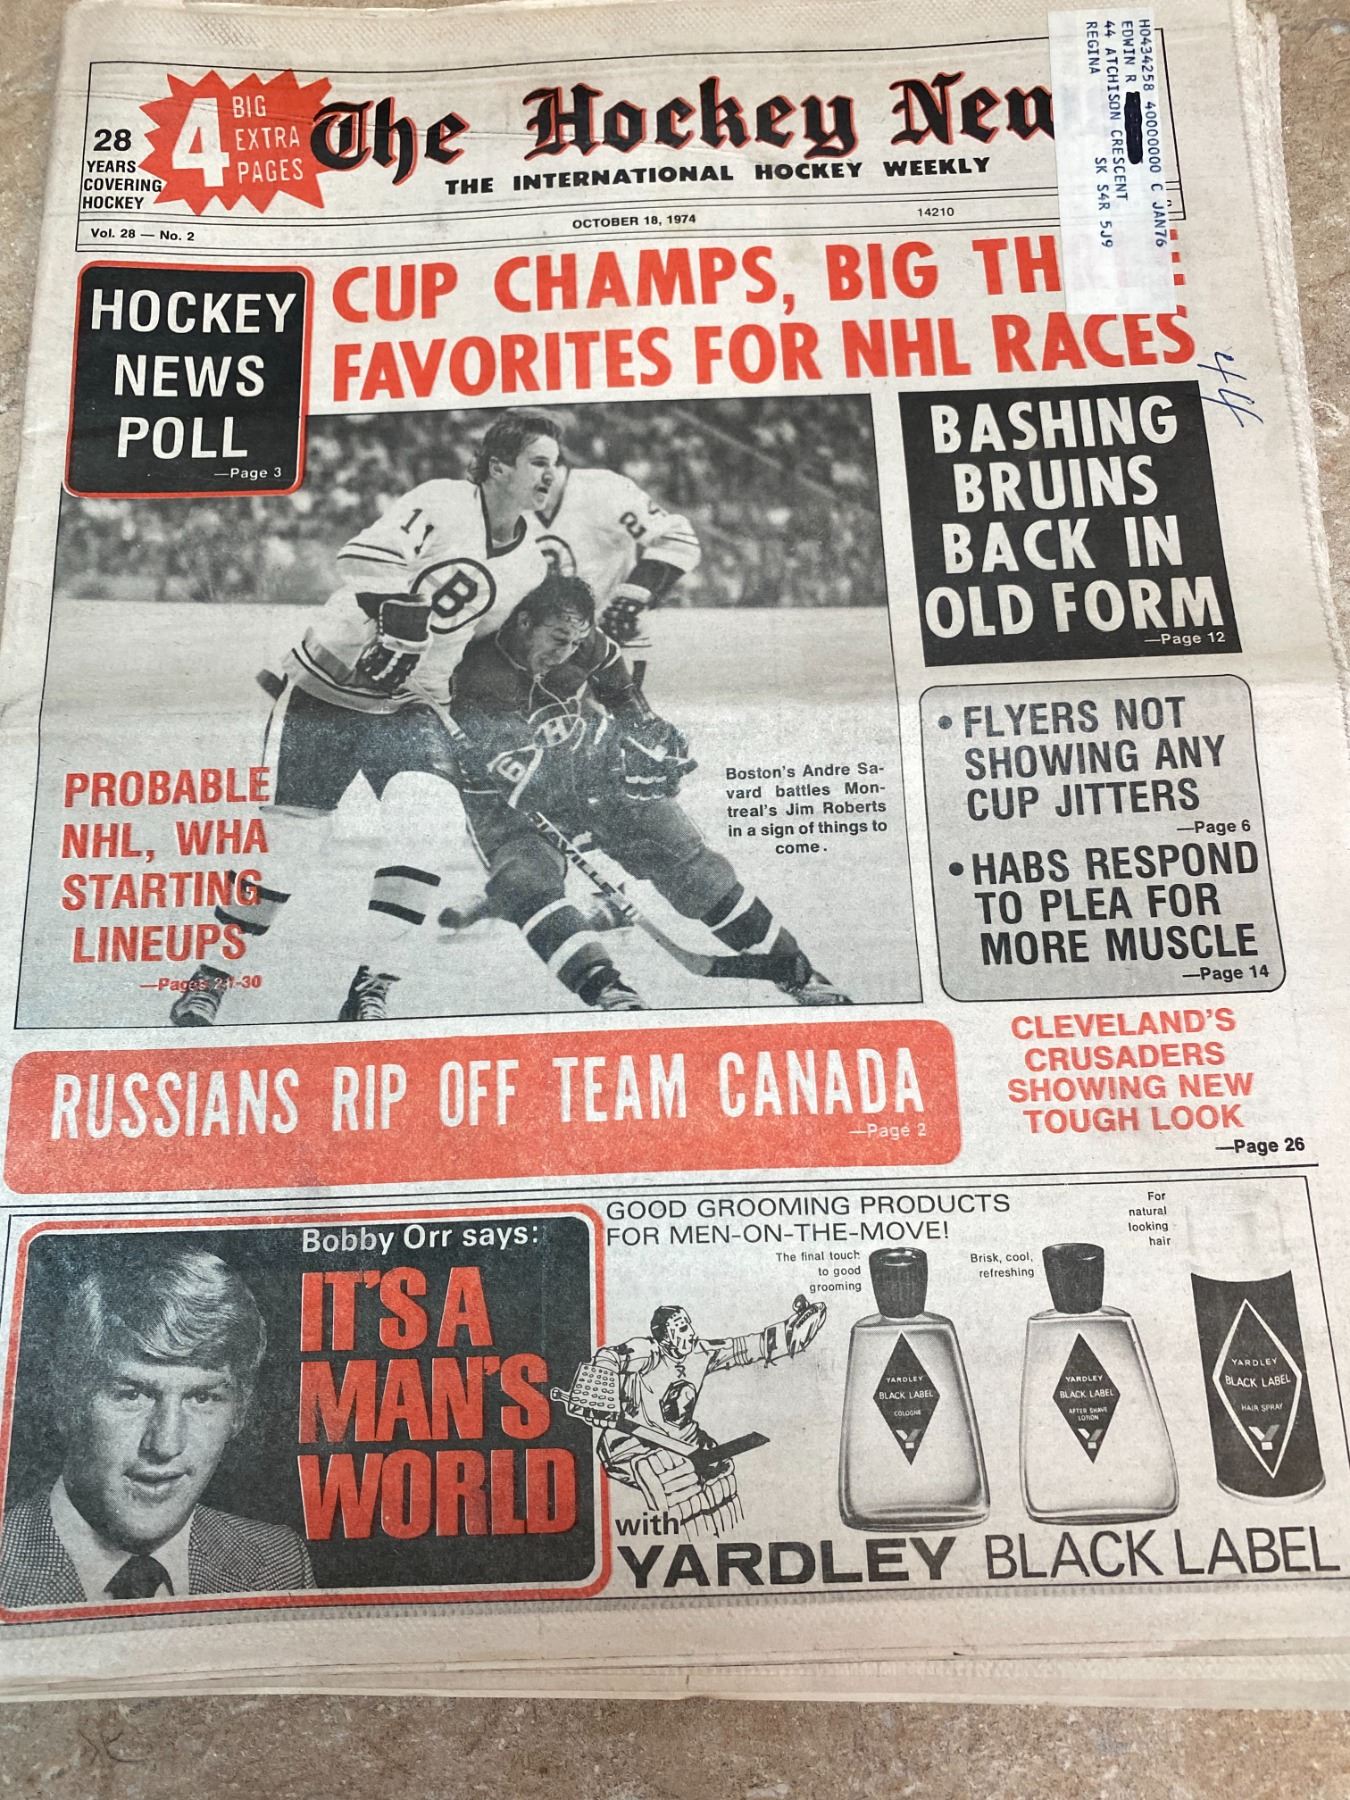 28
YEARS
COVERING
HOCKEY
4
BIG
EXTRA
PAGES
The Hockey New
THE INTERNATIONAL HOCKEY WEEKLY
Vol. 28 — No. 2
OCTOBER 18, 1974
14210
H0434258 40000000 C JAN76
EDWIN R
44 ATCHISON CRESCENT
REGINA SK S4R 5J9
HOCKEY
NEWS
POLL
—Page 3
CUP CHAMPS, BIG TH
FAVORITES FOR NHL RACES
44
BASHING
BRUINS
BACK IN
OLD FORM
—Page 12
11
B
2
H
6
PROBABLE
NHL, WHA
STARTING
LINEUPS
—Pages 21-30
Boston's Andre Sa-
vard battles Mon-
treal's Jim Roberts
in a sign of things to
come.
• FLYERS NOT
SHOWING ANY
CUP JITTERS
—Page 6
• HABS RESPOND
TO PLEA FOR
MORE MUSCLE
—Page 14
RUSSIANS RIP OFF TEAM CANADA
—Page 2
CLEVELAND'S
CRUSADERS
SHOWING NEW
TOUGH LOOK
—Page 26
Bobby Orr says:
IT'S A
MAN'S
WORLD
GOOD GROOMING PRODUCTS
FOR MEN-ON-THE-MOVE!
The final touch
to good
grooming
Brisk, cool,
refreshing
For
natural
looking
hair
YARDLEY
BLACK LABEL
COLOGNE
YARDLEY
BLACK LABEL
AFTER SHAVE
LOTION
YARDLEY
BLACK LABEL
HAIR SPRAY
with
YARDLEY BLACK LABEL